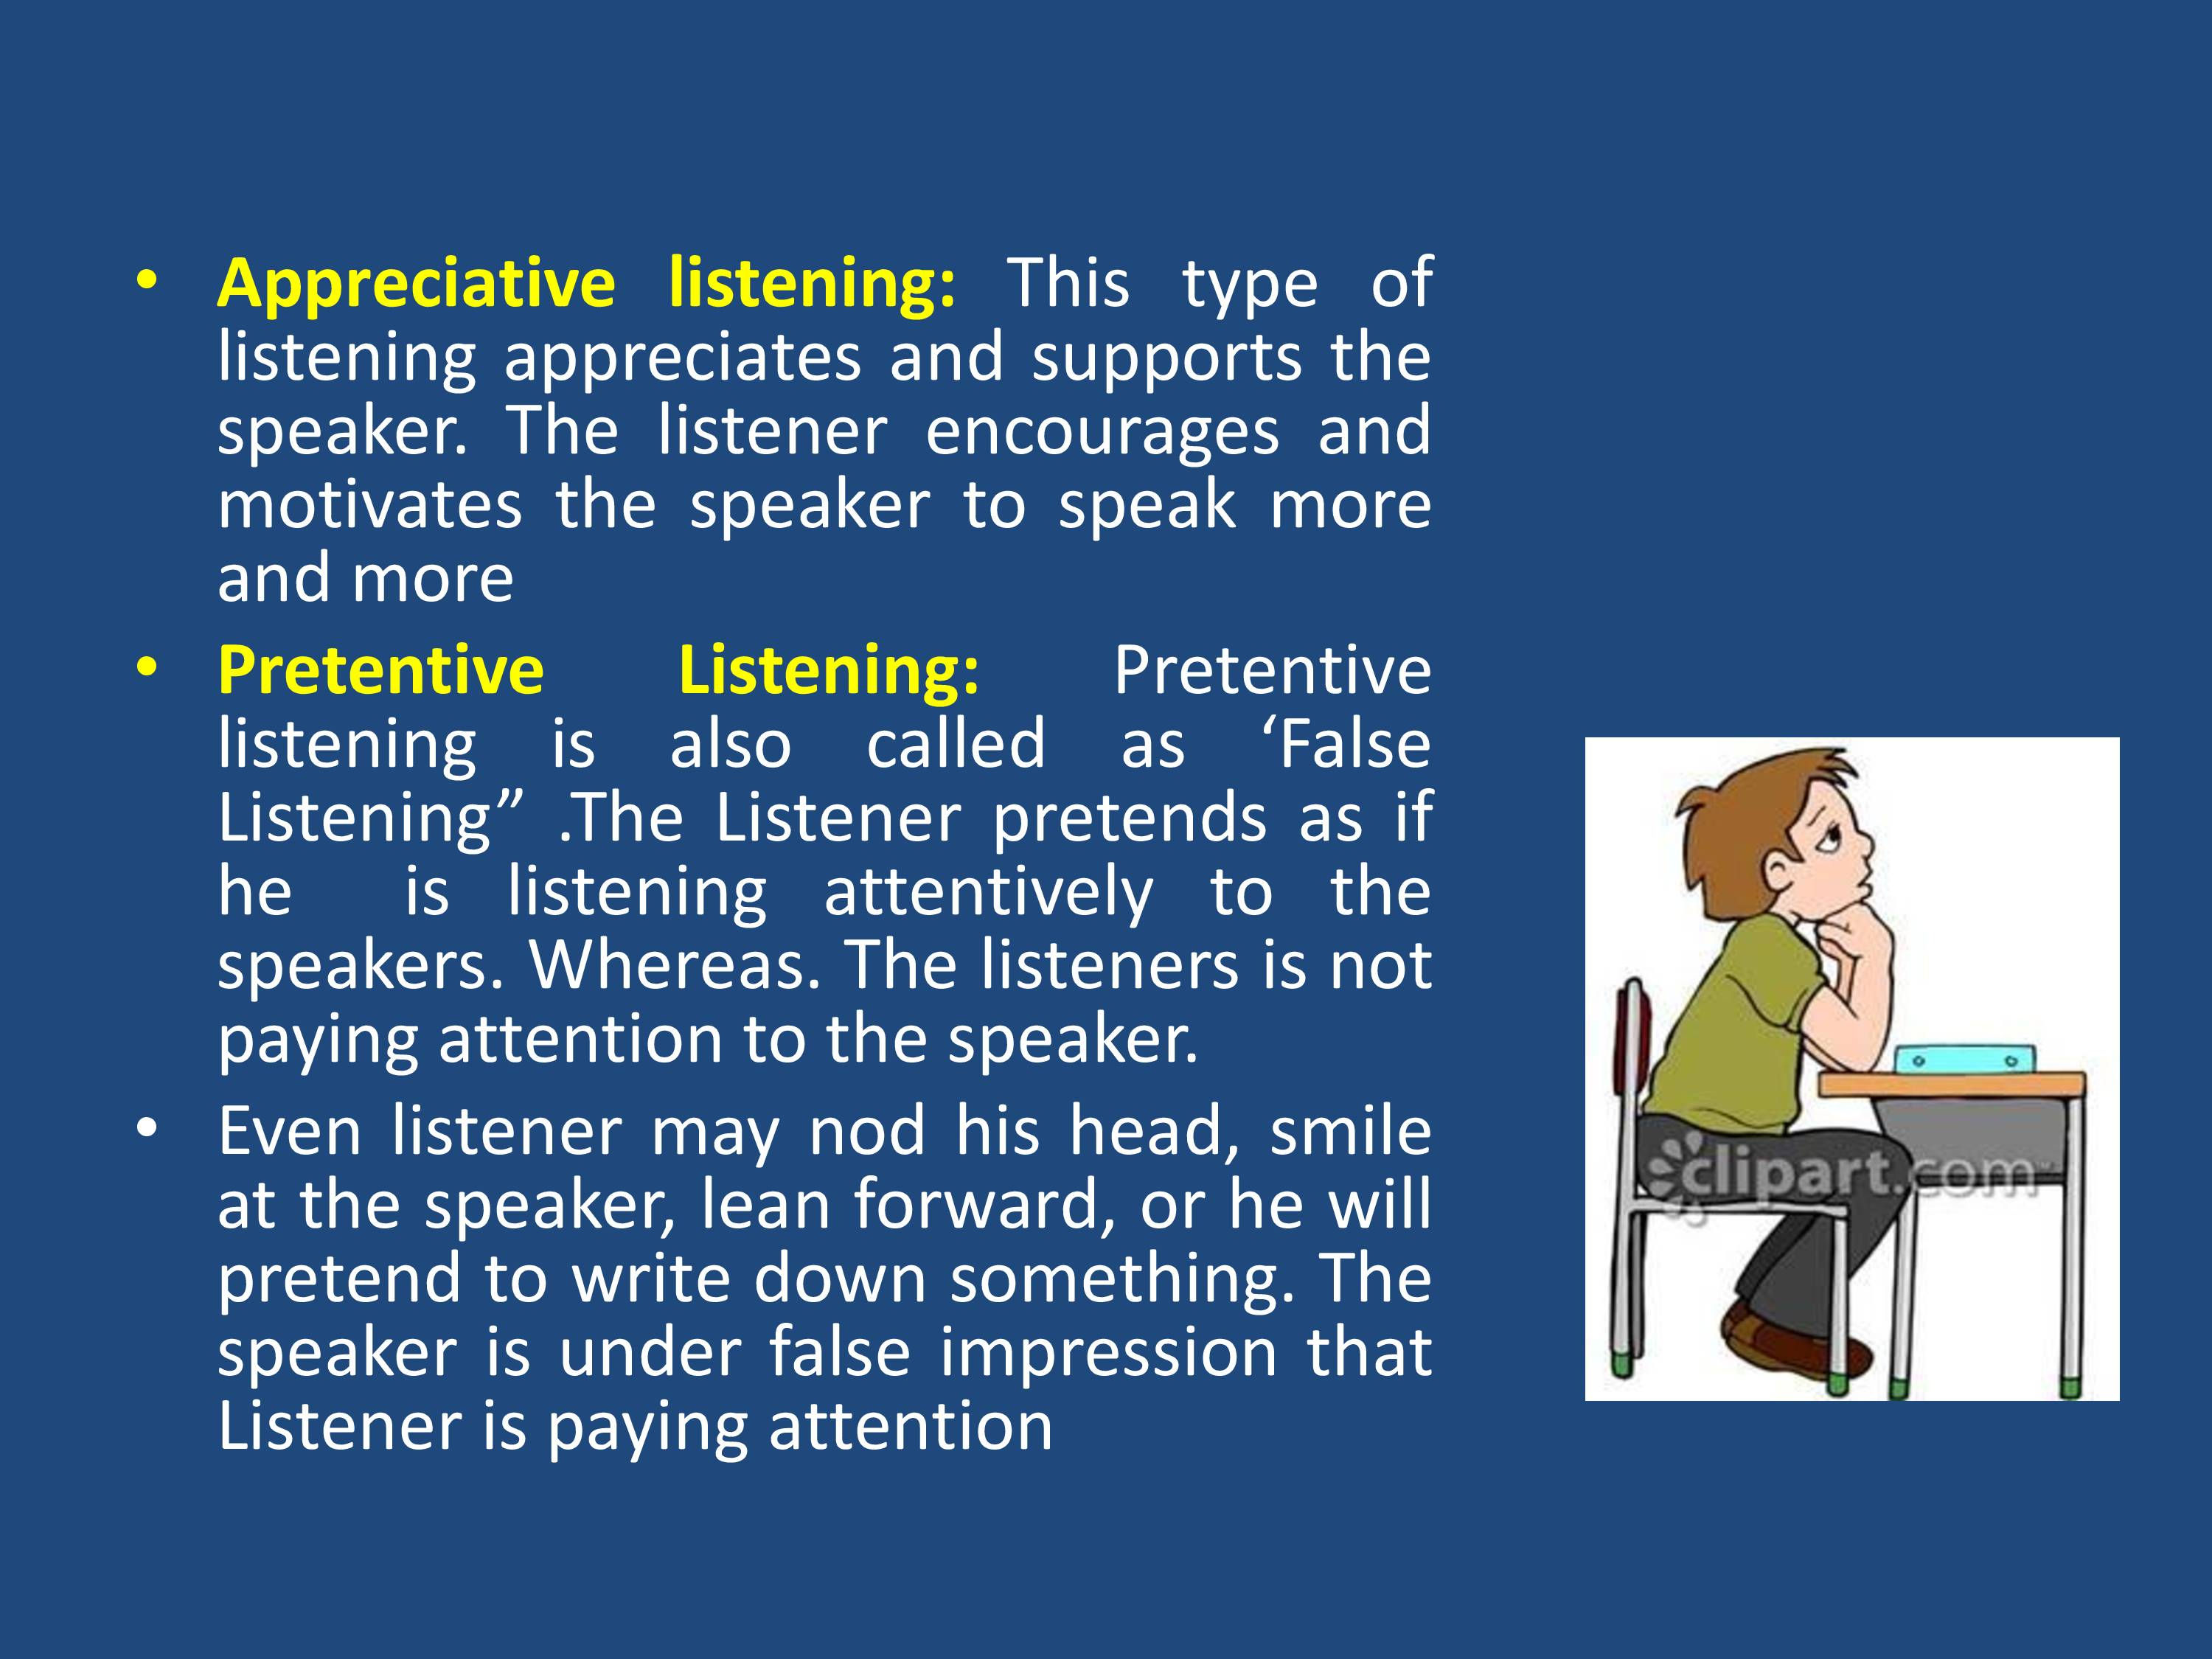 • Appreciative listening: This type of
listening appreciates and supports the
speaker. The listener encourages and
motivates the speaker to speak more
and more
• Pretentive Listening: Pretentive
listening is also called as ‘False
Listening” .The Listener pretends as if
he is listening attentively to the
speakers. Whereas. The listeners is not
paying attention to the speaker.
• Even listener may nod his head, smile
at the speaker, lean forward, or he will
pretend to write down something. The
speaker is under false impression that
Listener is paying attention
clipart.com